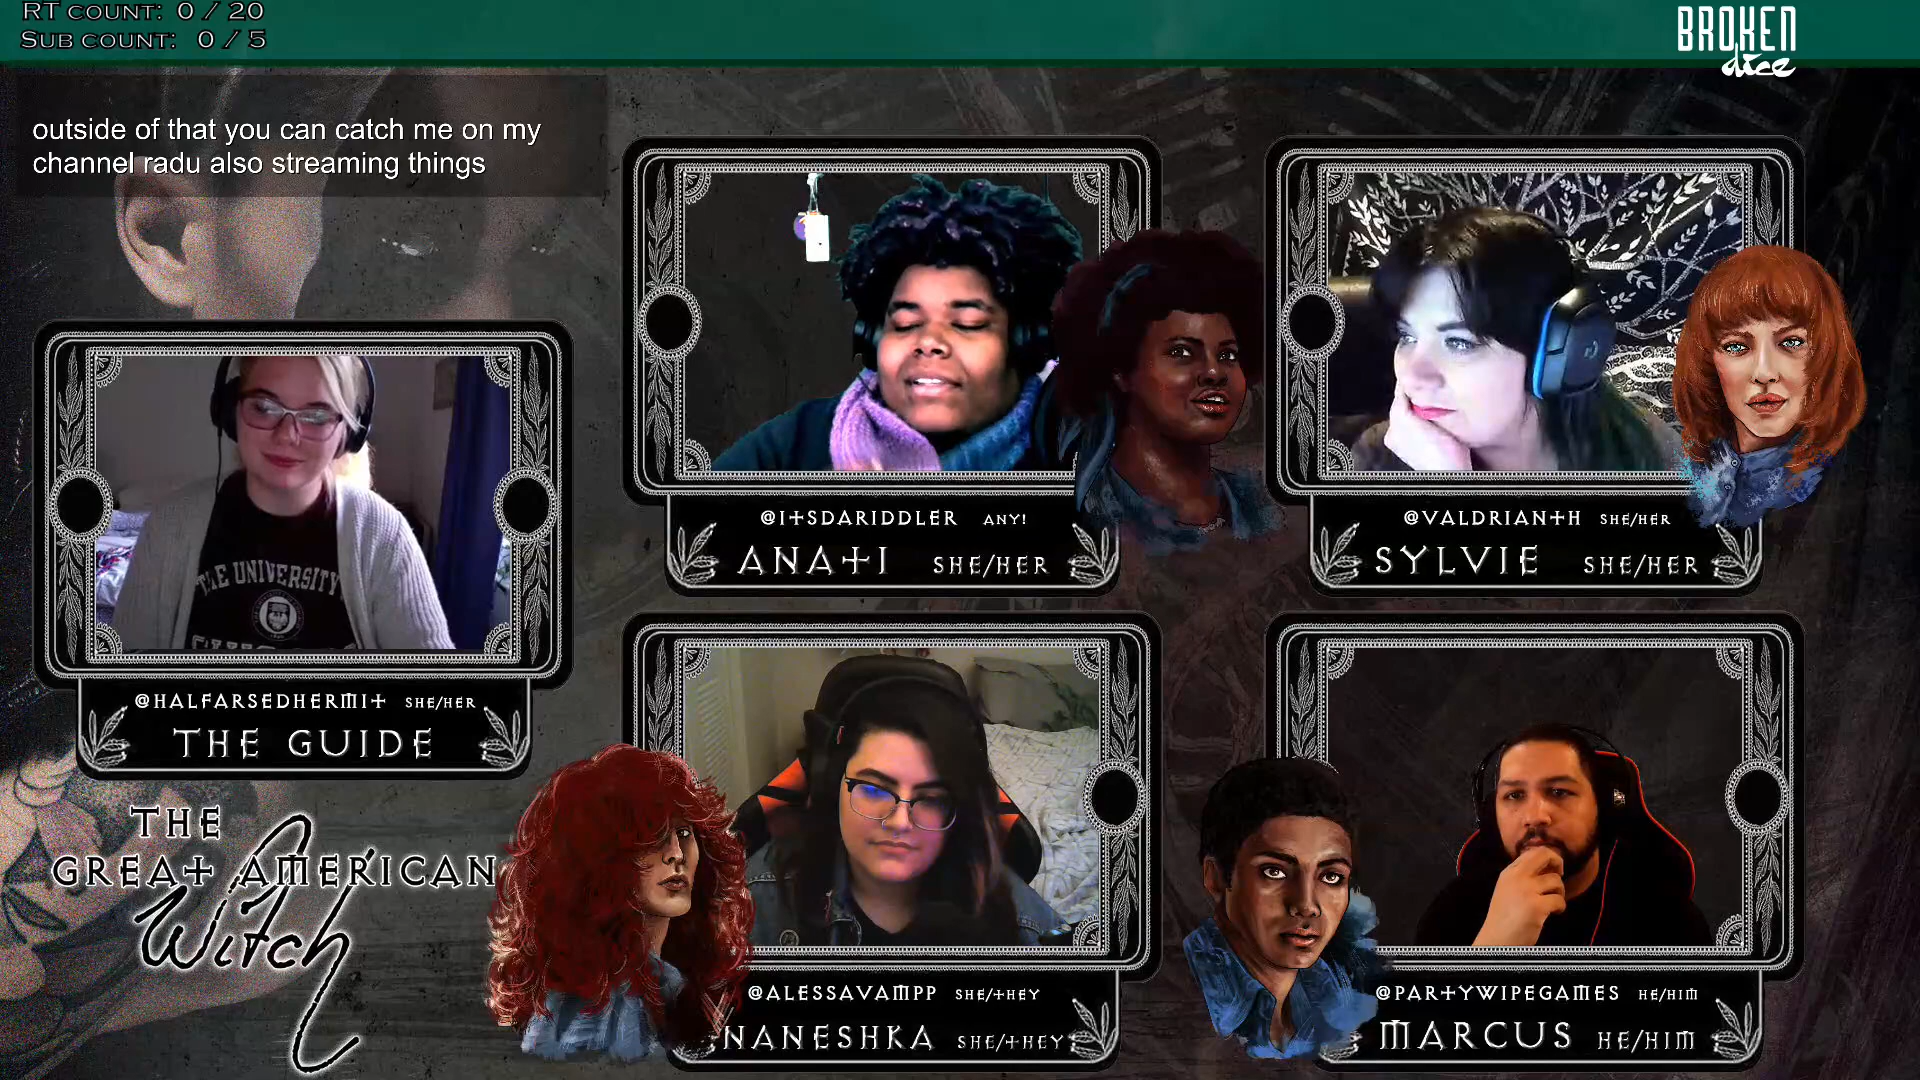 RT COUNT: 0 / 20
SUB COUNT: 0 / 5
BROKEN
dice
outside of that you can catch me on my
channel radu also streaming things
@ITSDARIDDLER ANY!
ANATI SHE/HER
@VALDRIANTH SHE/HER
SYLVIE SHE/HER
THE UNIVERSITY
@HALFARSEDHERMIT SHE/HER
THE GUIDE
THE
GREAT AMERICAN
Witch
@ALESSAVAMPP SHE/THEY
NANESHKA SHE/THEY
@PARTYWIPEGAMES HE/HIM
MARCUS HE/HIM